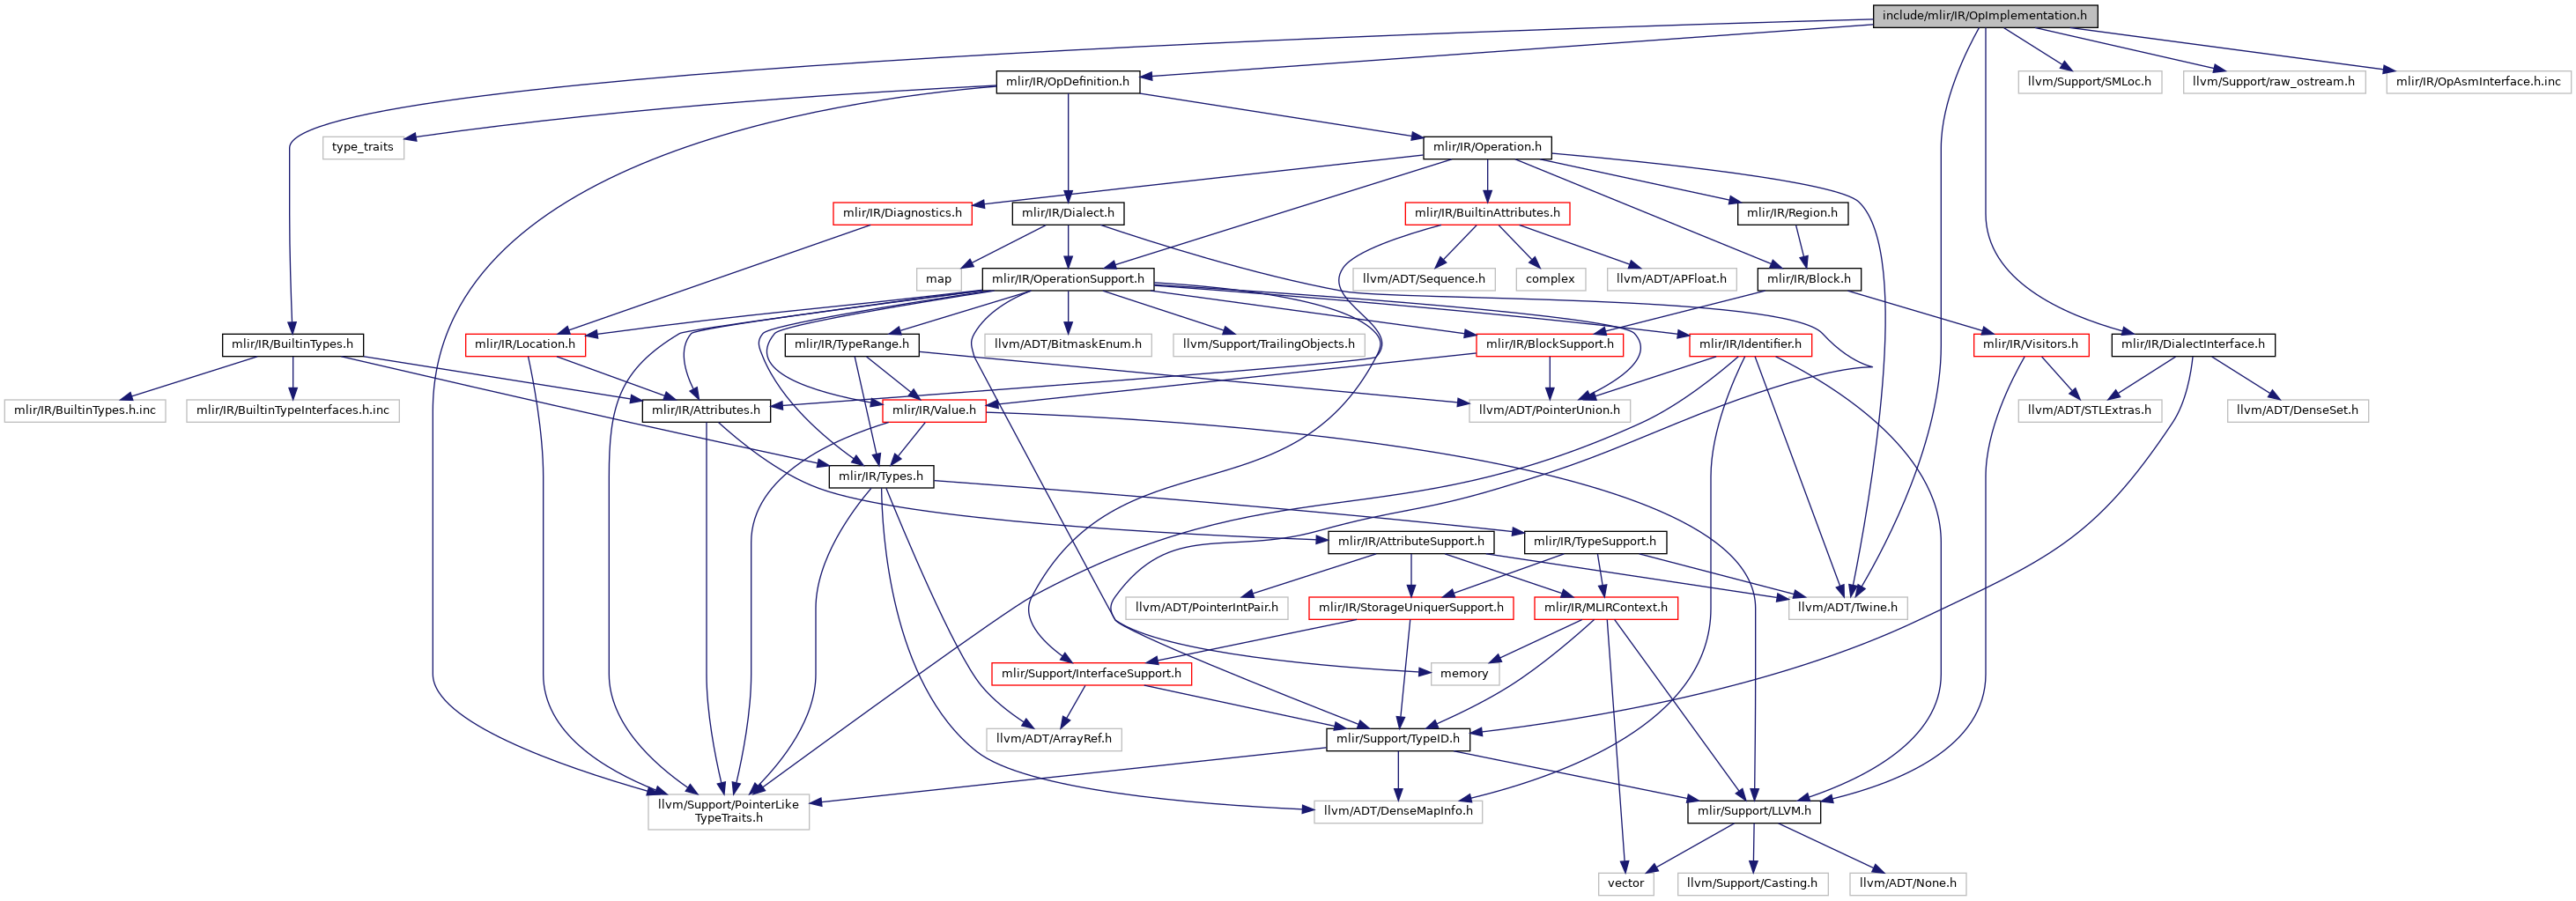 include/mlir/IR/OpImplementation.h
mlir/IR/OpDefinition.h
llvm/Support/SMLoc.h
llvm/Support/raw_ostream.h
mlir/IR/OpAsmInterface.h.inc
type_traits
mlir/IR/Operation.h
mlir/IR/Diagnostics.h
mlir/IR/Dialect.h
mlir/IR/BuiltinAttributes.h
mlir/IR/Region.h
map
mlir/IR/OperationSupport.h
llvm/ADT/Sequence.h
complex
llvm/ADT/APFloat.h
mlir/IR/Block.h
mlir/IR/BuiltinTypes.h
mlir/IR/Location.h
mlir/IR/TypeRange.h
llvm/ADT/BitmaskEnum.h
llvm/Support/TrailingObjects.h
mlir/IR/BlockSupport.h
mlir/IR/Identifier.h
mlir/IR/Visitors.h
mlir/IR/DialectInterface.h
mlir/IR/BuiltinTypes.h.inc
mlir/IR/BuiltinTypeInterfaces.h.inc
mlir/IR/Attributes.h
mlir/IR/Value.h
llvm/ADT/PointerUnion.h
llvm/ADT/STLExtras.h
llvm/ADT/DenseSet.h
mlir/IR/Types.h
mlir/IR/AttributeSupport.h
mlir/IR/TypeSupport.h
llvm/ADT/PointerIntPair.h
mlir/IR/StorageUniquerSupport.h
mlir/IR/MLIRContext.h
llvm/ADT/Twine.h
mlir/Support/InterfaceSupport.h
memory
llvm/ADT/ArrayRef.h
mlir/Support/TypeID.h
llvm/Support/PointerLike
TypeTraits.h
llvm/ADT/DenseMapInfo.h
mlir/Support/LLVM.h
vector
llvm/Support/Casting.h
llvm/ADT/None.h